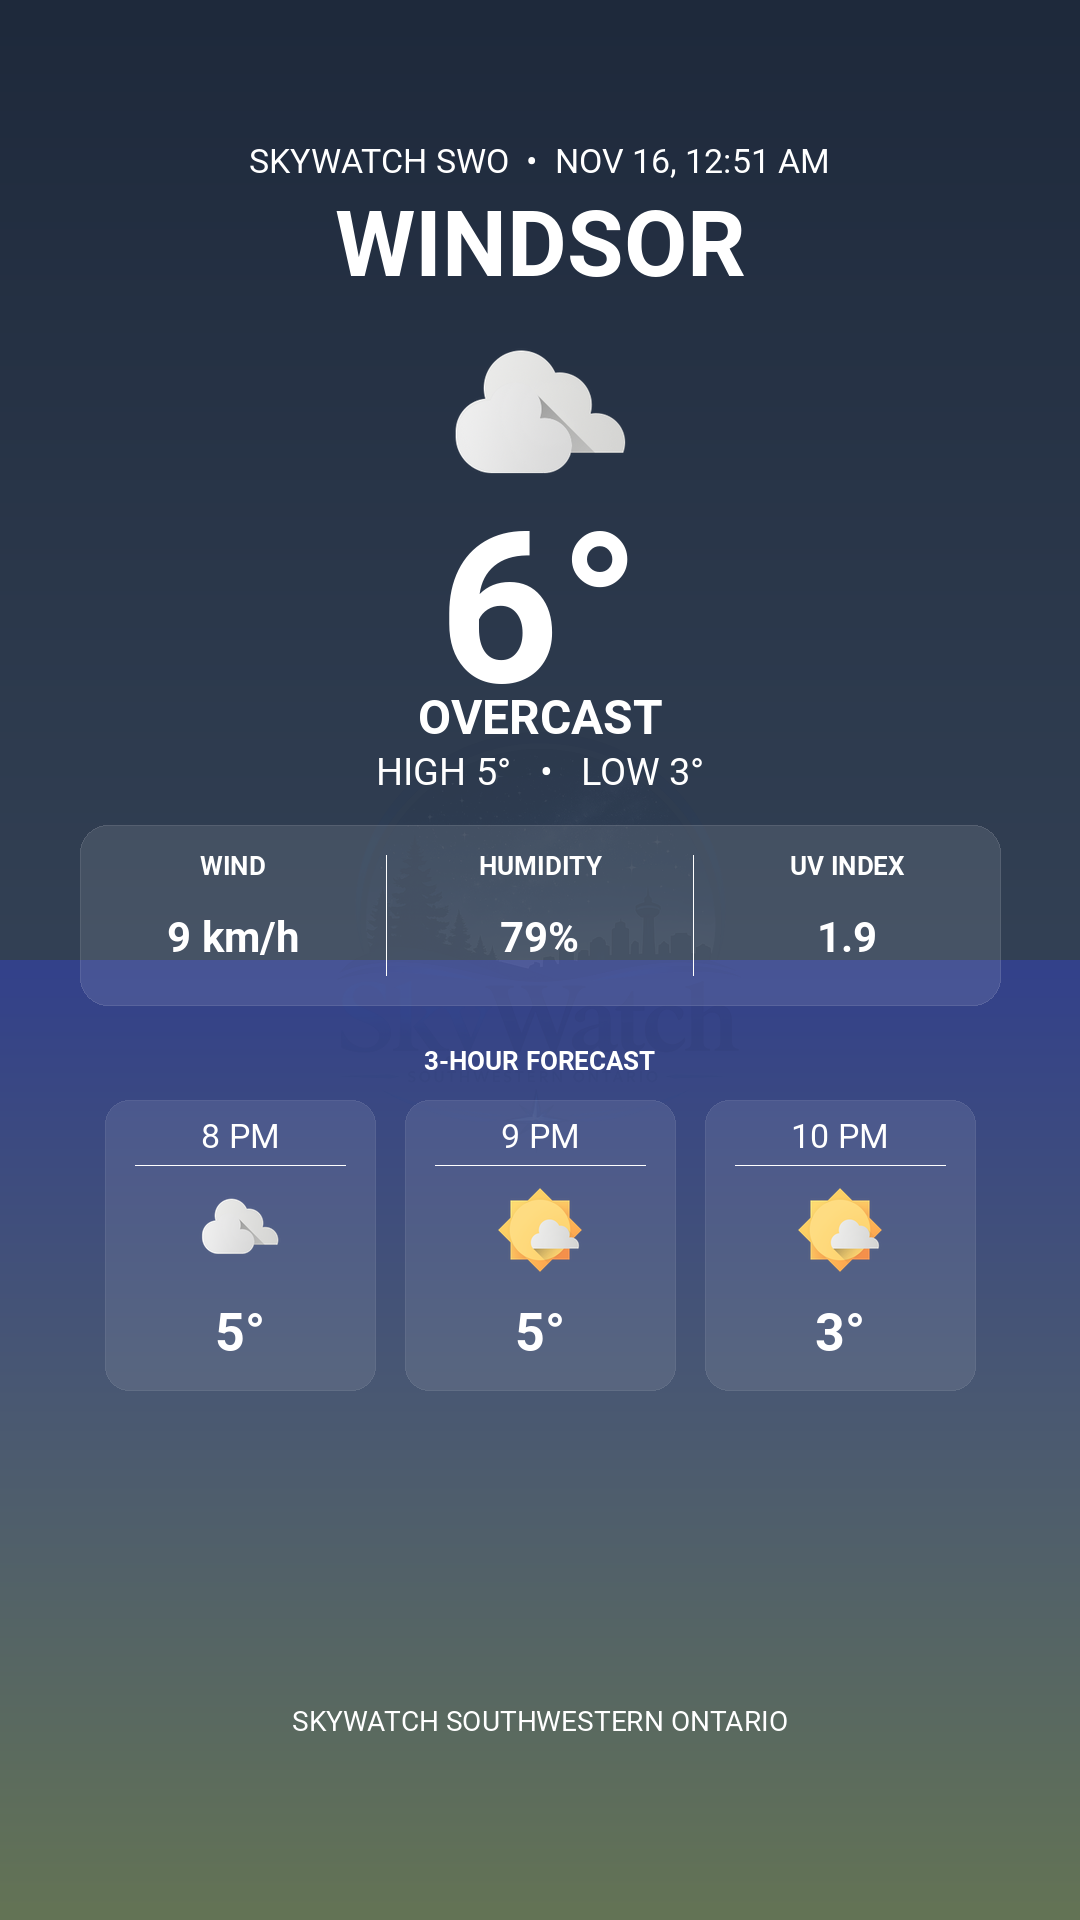 SKYWATCH SWO • NOV 16, 12:51 AM
WINDSOR
6°
OVERCAST
HIGH 5° • LOW 3°
WIND HUMIDITY UV INDEX
9 km/h 79% 1.9
SkyWatch
3-HOUR FORECAST
8 PM 9 PM 10 PM
5° 5° 3°
SKYWATCH SOUTHWESTERN ONTARIO